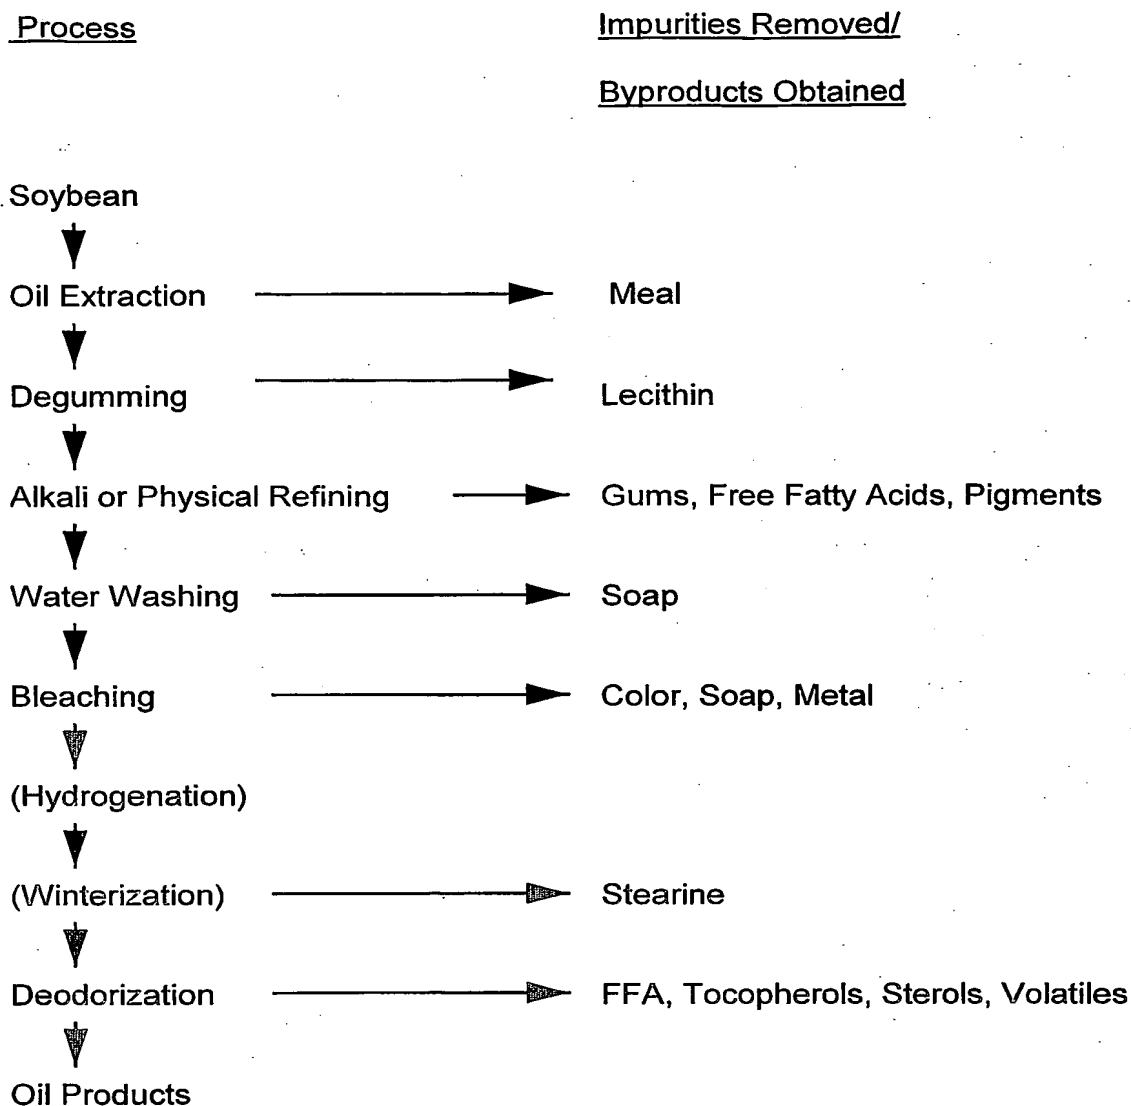 Process
Impurities Removed/
Byproducts Obtained
Soybean
Oil Extraction
Meal
Degumming
Lecithin
Alkali or Physical Refining
Gums, Free Fatty Acids, Pigments
Water Washing
Soap
Bleaching
Color, Soap, Metal
(Hydrogenation)
(Winterization)
Stearine
Deodorization
FFA, Tocopherols, Sterols, Volatiles
Oil Products